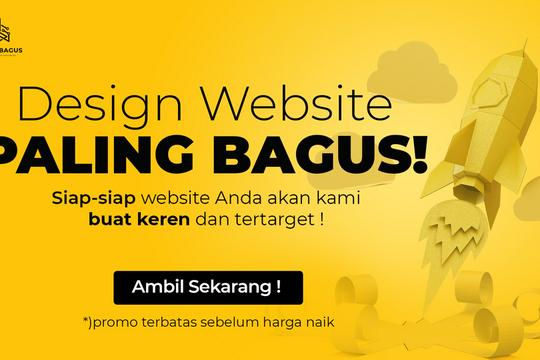 BAGUS
Design Website
PALING BAGUS!
Siap-siap website Anda akan kami
buat keren dan tertarget !
Ambil Sekarang !
*)promo terbatas sebelum harga naik